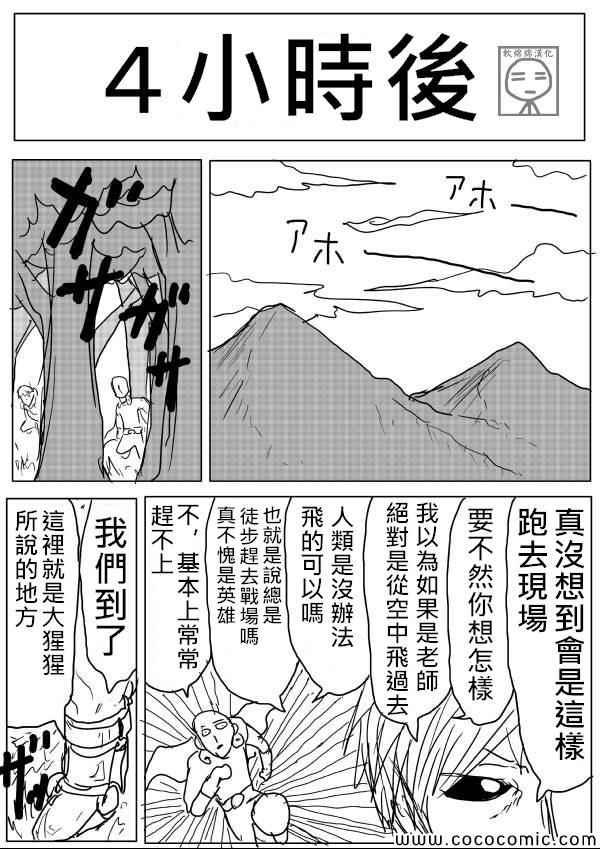 4小時後
軟綿綿漢化
アホ
アホ
ガサガサ
真沒想到會是這樣
跑去現場
要不然你想怎樣
我以為如果是老師
絕對是從空中飛過去
人類是沒辦法
飛的可以嗎
也就是說總是
徒步趕去戰場嗎
真不愧是英雄
不，基本上常常
趕不上
我們到了
這裡就是大猩猩
所說的地方
ザッ
www.cococomic.com